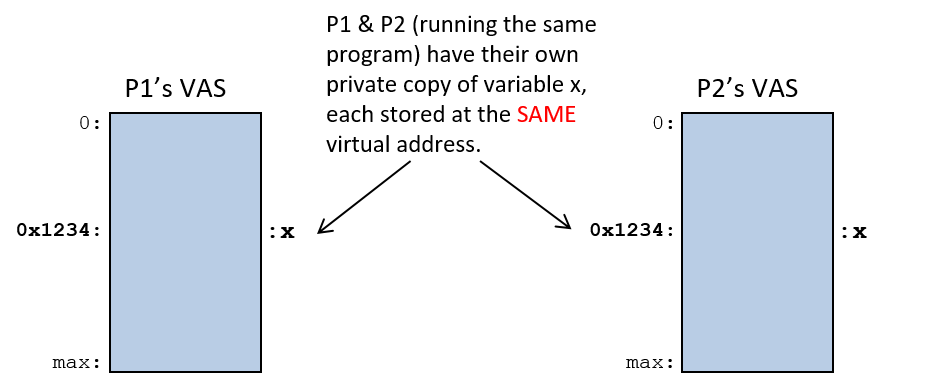 P1 & P2 (running the same
program) have their own
private copy of variable x,
each stored at the SAME
virtual address.
P1’s VAS
0:
0x1234:
:x
max:
P2’s VAS
0:
0x1234:
:x
max: